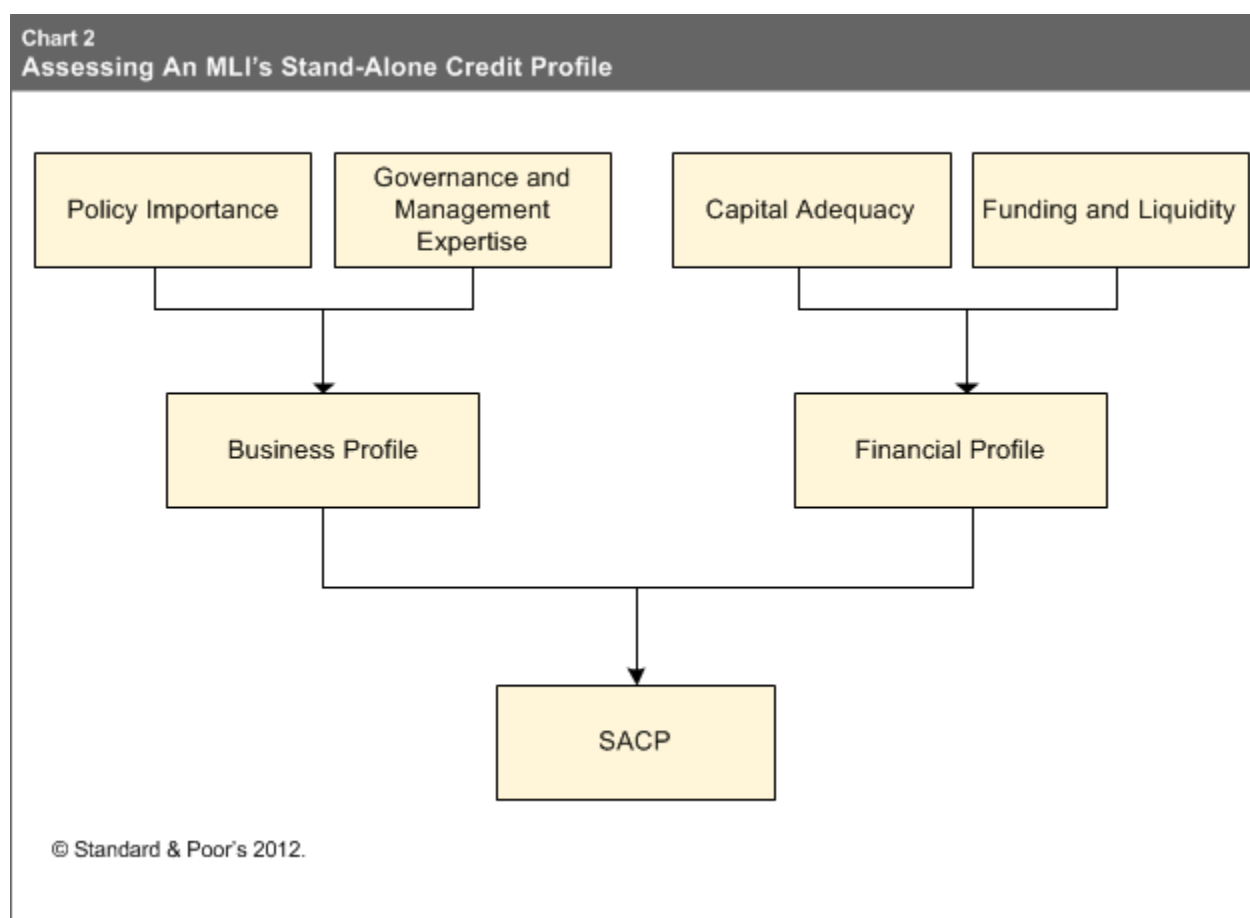 Chart 2
Assessing An MLI's Stand-Alone Credit Profile
Policy Importance
Governance and
Management
Expertise
Capital Adequacy
Funding and Liquidity
Business Profile
Financial Profile
SACP
© Standard & Poor's 2012.